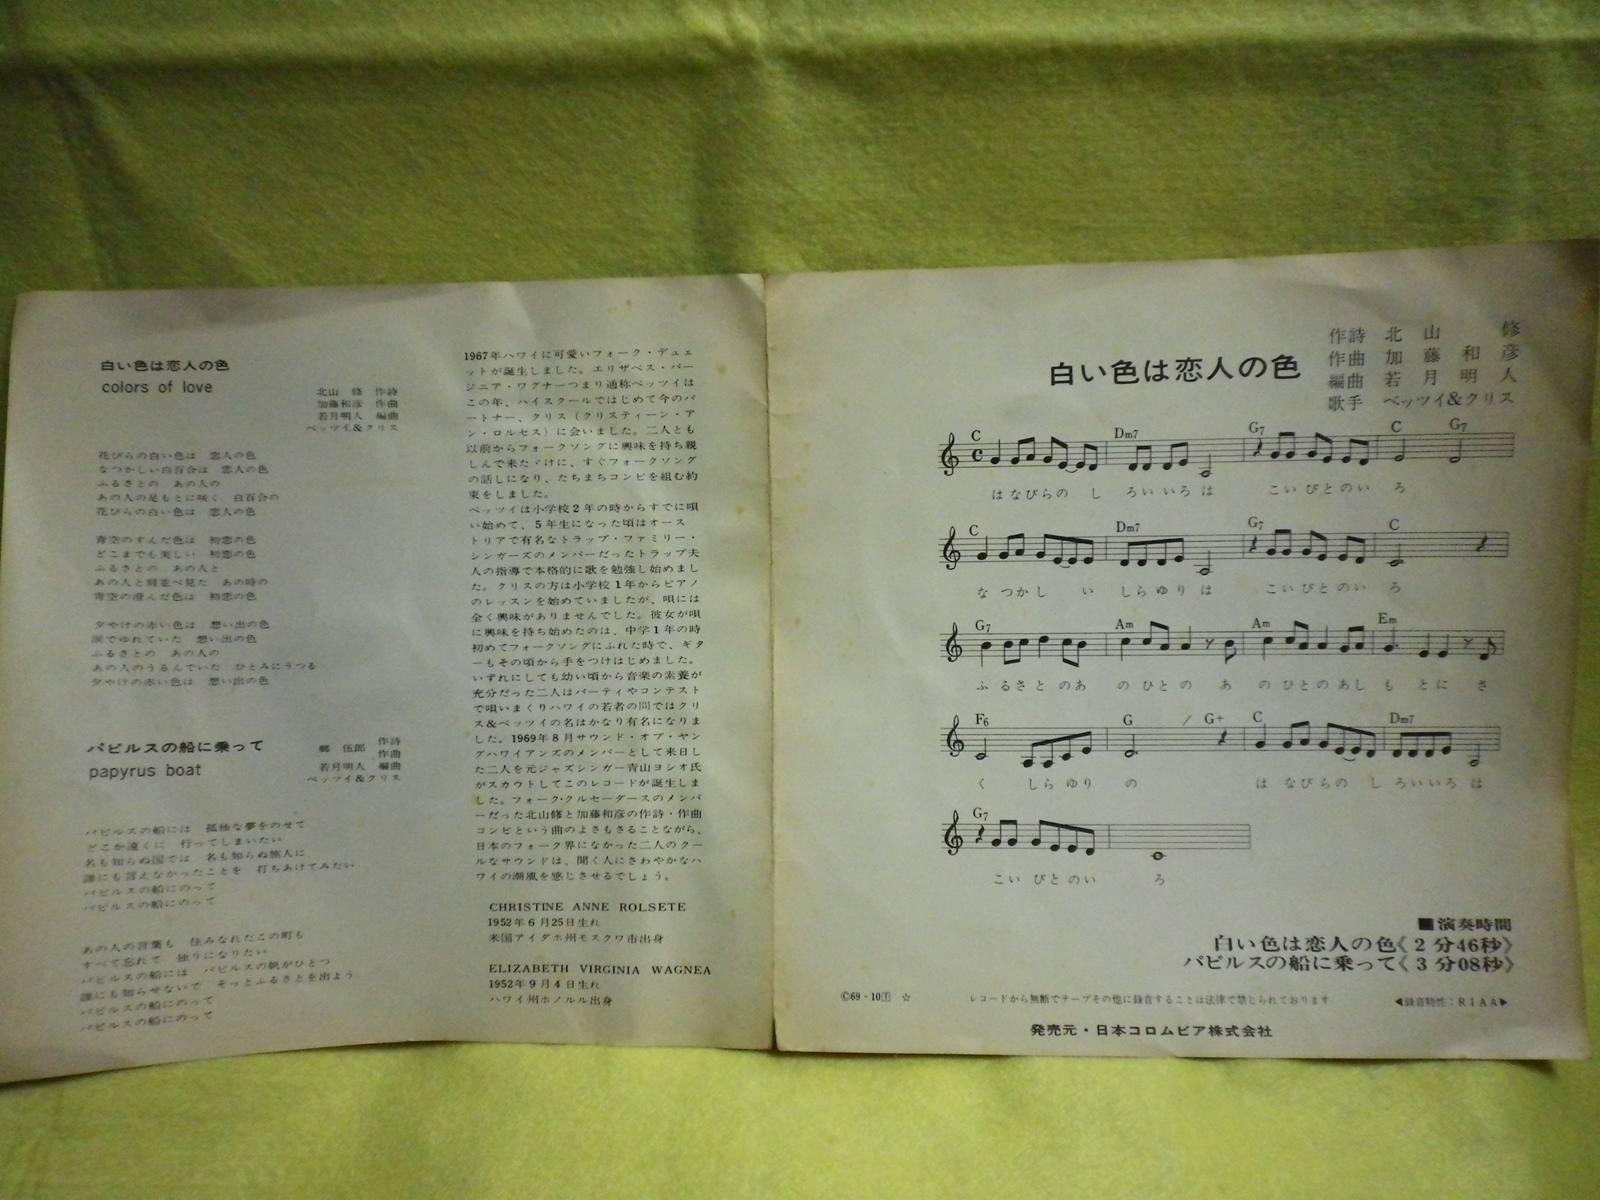 白い色は恋人の色
colors of love
北山 修 作詩
加藤和彦 作曲
若月明人 編曲
ベッツイ&クリス
花びらの白い色は 恋人の色
なつかしい白百合は 恋人の色
ふるさとの あの人の
あの人の足もとに咲く 白百合の
花びらの白い色は 恋人の色
青空のすんだ色は 初恋の色
どこまでも美しい 初恋の色
ふるさとの あの人と
あの人と肩並べ見た あの時の
青空の澄んだ色は 初恋の色
夕やけの赤い色は 想い出の色
涙でゆれていた 想い出の色
ふるさとの あの人の
あの人のうるんでいた ひとみにうつる
夕やけの赤い色は 想い出の色
パピルスの船に乗って
papyrus boat
作詩
郷 伍郎 作曲
若月明人 編曲
ベッツイ&クリス
パピルスの船には 孤独な夢をのせて
どこか遠くに 行ってしまいたい
名も知らぬ国では 名も知らぬ旅人に
誰にも言えなかったことを 打ちあけてみたい
パピルスの船にのって
パピルスの船にのって
あの人の言葉も 住みなれたこの町も
すべて忘れて 独りになりたい
パピルスの船には パピルスの帆がひとつ
誰にも知らせないで そっとふるさとを出よう
パピルスの船にのって
パピルスの船にのって
1967年ハワイに可愛いフォーク・デュエ
ットが誕生しました。エリザベス・バー
ジニア・ワグナーつまり通称ベッツイは
この年、ハイスクールではじめて今のパ
ートナー、クリス（クリスティーン・ア
ン・ロルセス）に会いました。二人とも
以前からフォークソングに興味を持ち親
しんで来た けに、すぐフォークソング
の話しになり、たちまちコンビを組む約
束をしました。
ベッツイは小学校2年の時からすでに唄
い始めて、5年生になった頃はオース
トリアで有名なトラップ・ファミリー・
シンガーズのメンバーだったトラップ夫
人の指導で本格的に歌を勉強し始めまし
た。クリスの方は小学校1年からピアノ
のレッスンを始めていましたが、唄には
全く興味がありませんでした。彼女が唄
に興味を持ち始めたのは、中学1年の時
初めてフォークソングにふれた時で、ギタ
ーもその頃から手をつけはじめました。
いずれにしても幼い頃から音楽の素養が
充分だった二人はパーティやコンテスト
で唄いまくりハワイの若者の間ではクリ
ス&ベッツイの名はかなり有名になりま
した。1969年8月サウンド・オブ・ヤン
グハワイアンズのメンバーとして来日し
た二人を元ジャズシンガー青山ヨシオ氏
がスカウトしてこのレコードが誕生しま
した。フォーク・クルセーダースのメンバ
ーだった北山修と加藤和彦の作詩・作曲
コンビという曲のよさもさることながら、
日本のフォーク界になかった二人のクー
ルなサウンドは、聞く人にさわやかなハ
ワイの潮風を感じさせるでしょう。
CHRISTINE ANNE ROLSETE
1952年6月25日生れ
米国アイダホ州モスクワ市出身
ELIZABETH VIRGINIA WAGNEA
1952年9月4日生れ
ハワイ州ホノルル出身
白い色は恋人の色
作詩 北山 修
作曲 加藤和彦
編曲 若月明人
歌手 ベッツイ&クリス
C Dm7 G7 C G7
はなびらの し ろいいろ は こいびとのい ろ
C Dm7 G7 C
な つかし い しらゆり は こいびとのい ろ
G7 Am Am Em
ふ るさと のあ の ひと の あ の ひとの あし も とに さ
F6 G / G+ C Dm7
く しら ゆり の は なびらの し ろいいろ は
G7
こい びと のい ろ
■演奏時間
白い色は恋人の色《2分46秒》
パピルスの船に乗って《3分08秒》
Ⓒ69・10 ☆ レコードから無断でテープその他に録音することは法律で禁じられております ◀録音特性：RIAA▶
発売元・日本コロムビア株式会社